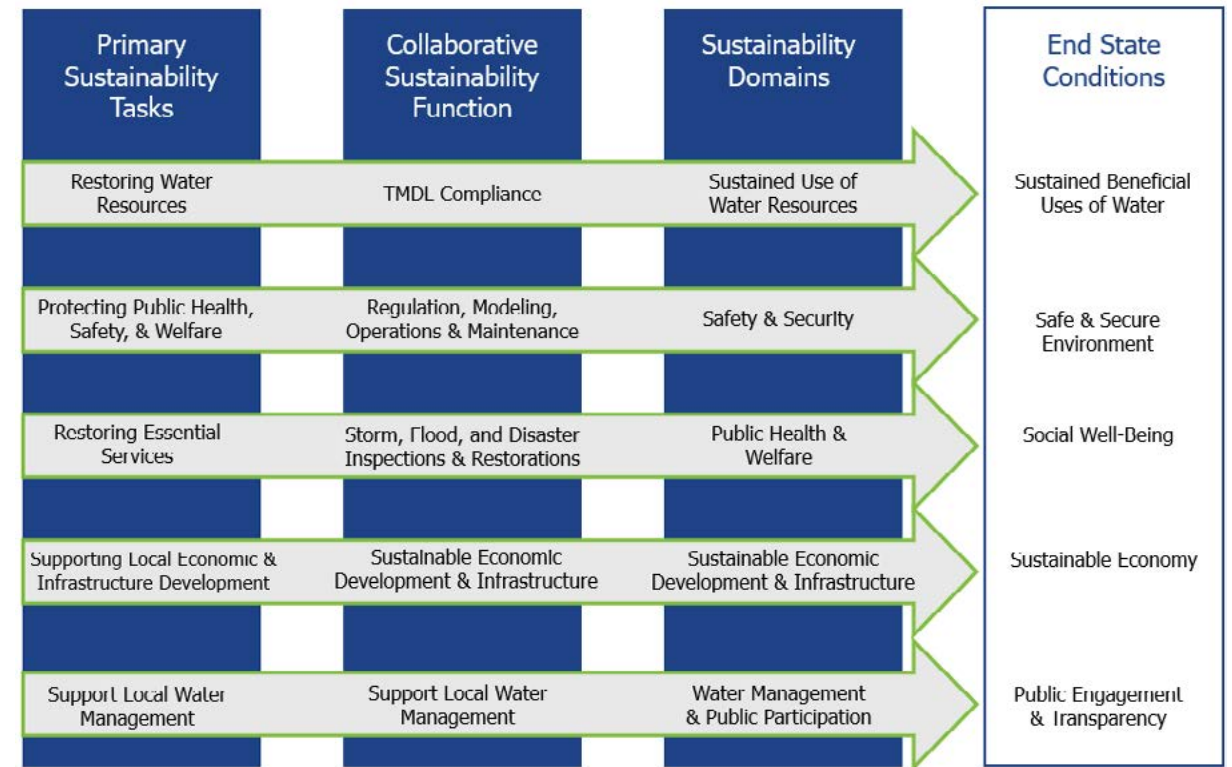 Primary
Sustainability
Tasks
Collaborative
Sustainability
Function
Sustainability
Domains
End State
Conditions
Restoring Water
Resources
TMDL Compliance
Sustained Use of
Water Resources
Sustained Beneficial
Uses of Water
Protecting Public Health,
Safety, & Welfare
Regulation, Modeling,
Operations & Maintenance
Safety & Security
Safe & Secure
Environment
Restoring Essential
Services
Storm, Flood, and Disaster
Inspections & Restorations
Public Health &
Welfare
Social Well-Being
Supporting Local Economic &
Infrastructure Development
Sustainable Economic
Development & Infrastructure
Sustainable Economic
Development & Infrastructure
Sustainable Economy
Support Local Water
Management
Support Local Water
Management
Water Management
& Public Participation
Public Engagement
& Transparency